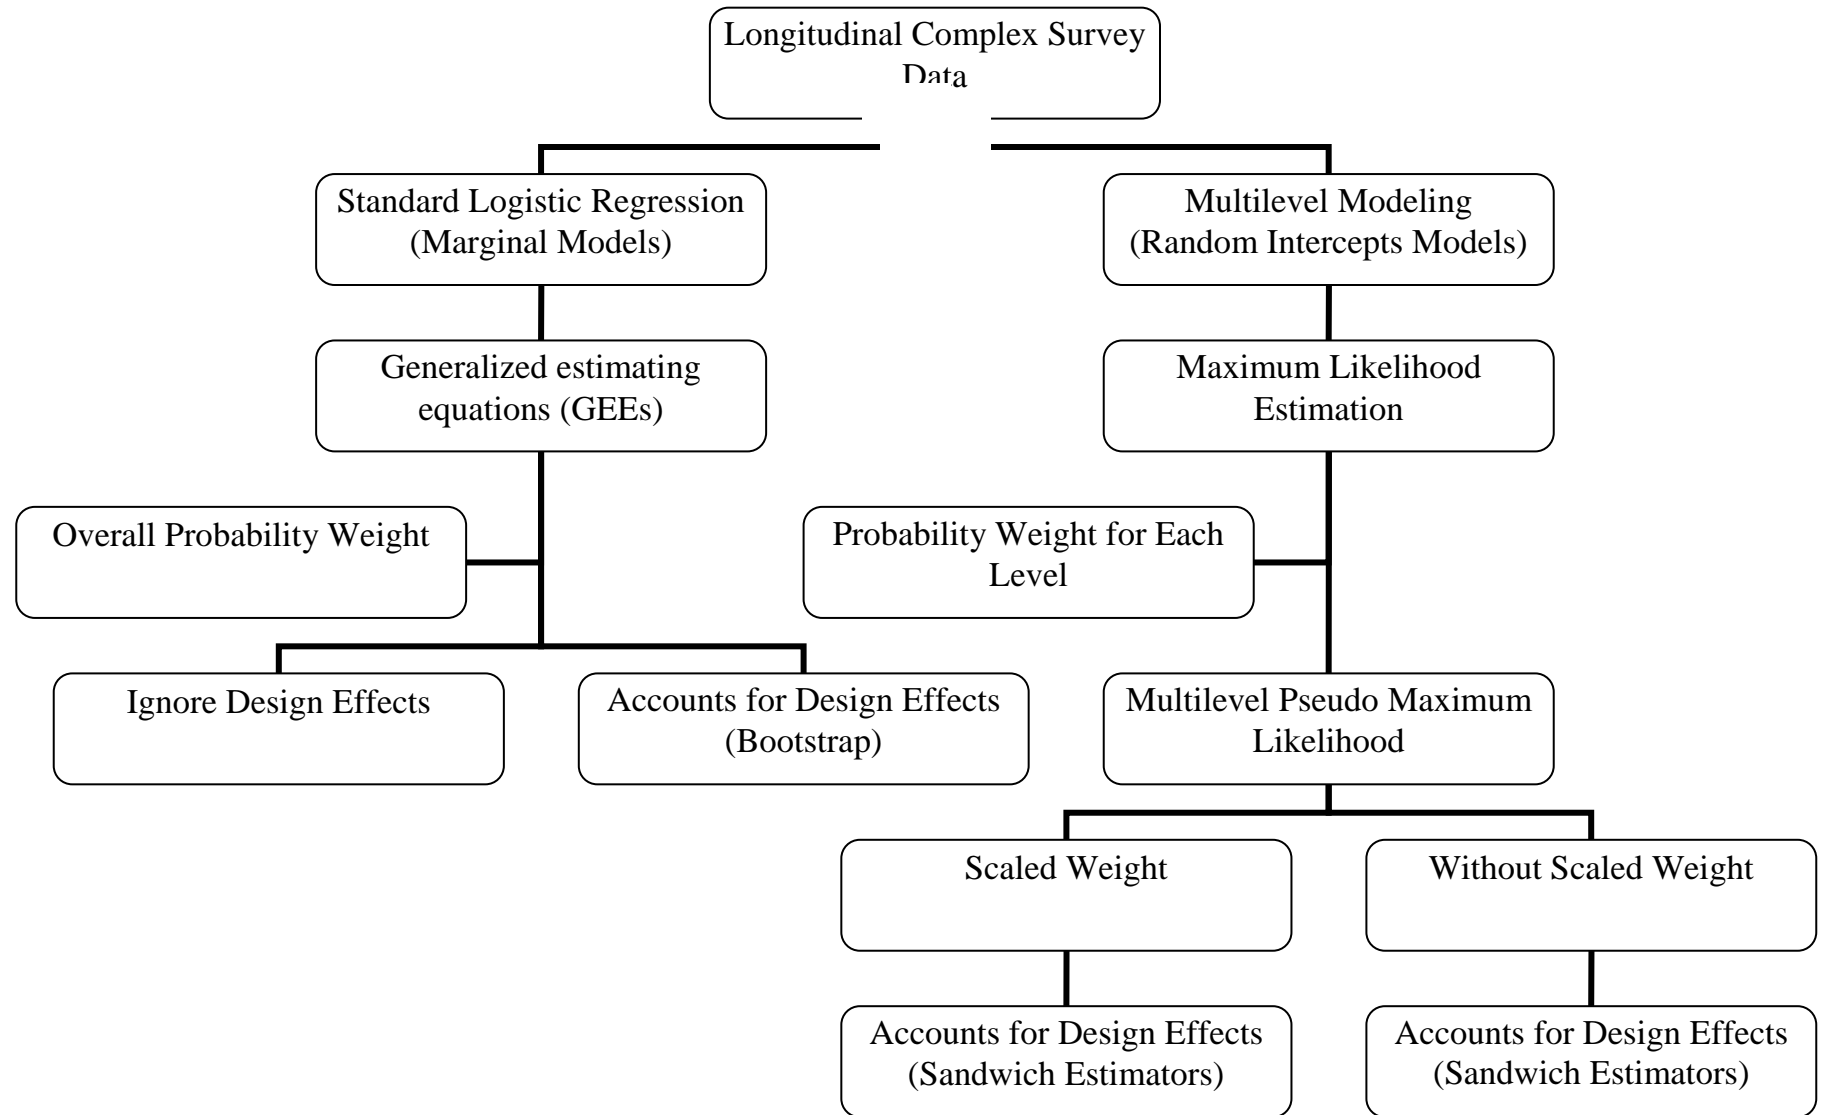 Longitudinal Complex Survey
Data
Standard Logistic Regression
(Marginal Models)
Multilevel Modeling
(Random Intercepts Models)
Generalized estimating
equations (GEEs)
Maximum Likelihood
Estimation
Overall Probability Weight
Probability Weight for Each
Level
Ignore Design Effects
Accounts for Design Effects
(Bootstrap)
Multilevel Pseudo Maximum
Likelihood
Scaled Weight
Without Scaled Weight
Accounts for Design Effects
(Sandwich Estimators)
Accounts for Design Effects
(Sandwich Estimators)